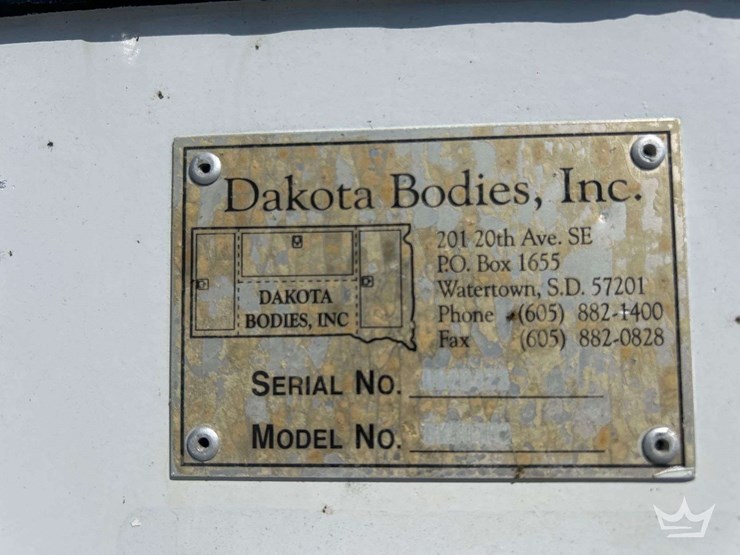 Dakota Bodies, Inc.
DAKOTA
BODIES, INC
201 20th Ave. SE
P.O. Box 1655
Watertown, S.D. 57201
Phone (605) 882-1400
Fax (605) 882-0828
SERIAL NO.
MODEL NO.